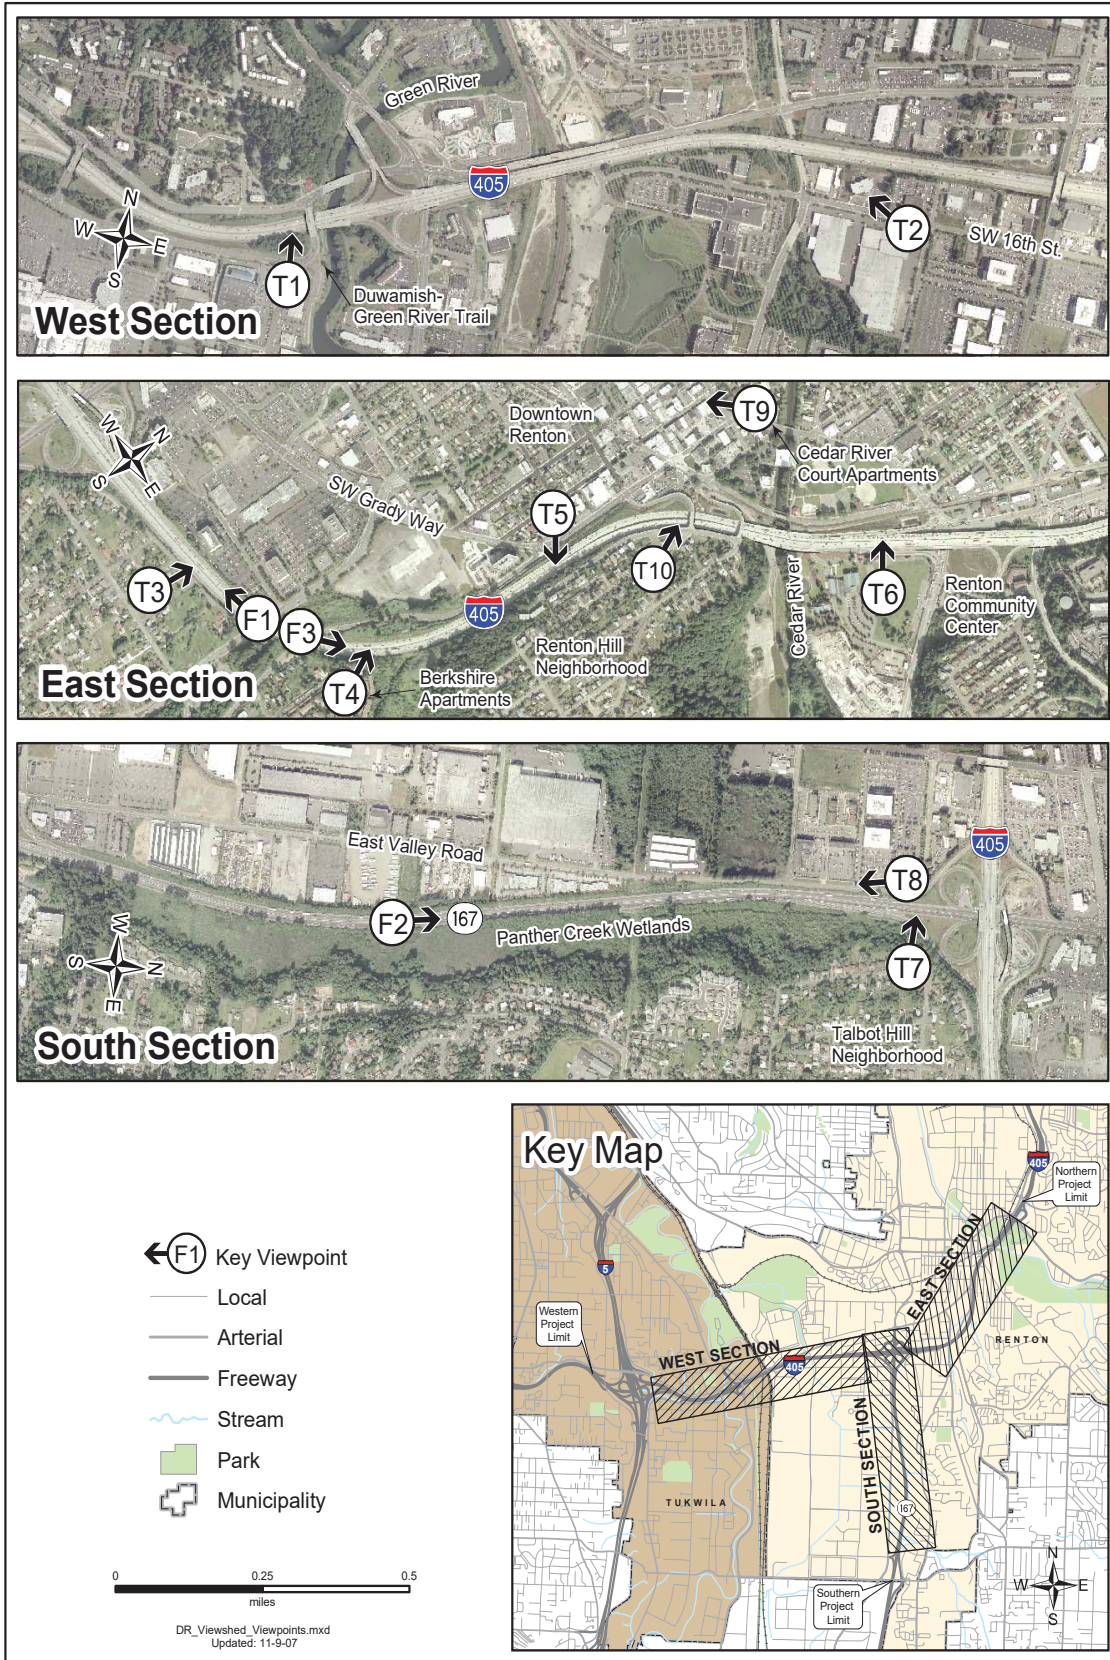 Green River
405
N
W
E
S
T1
T2
SW 16th St.
Duwamish-
Green River Trail
West Section
Downtown
Renton
T9
Cedar River
Court Apartments
W
N
S
E
SW Grady Way
T5
T3
T10
F1
F3
405
Cedar River
T6
Renton
Community
Center
Renton Hill
Neighborhood
East Section
T4
Berkshire
Apartments
East Valley Road
405
T8
F2
167
Panther Creek Wetlands
W
S
N
E
T7
South Section
Talbot Hill
Neighborhood
Key Map
405
Northern
Project
Limit
5
EAST SECTION
Western
Project
Limit
WEST SECTION
405
RENTON
SOUTH SECTION
TUKWILA
167
Southern
Project
Limit
N
W
E
S
F1 Key Viewpoint
Local
Arterial
Freeway
Stream
Park
Municipality
0 0.25 0.5
miles
DR_Viewshed_Viewpoints.mxd
Updated: 11-9-07